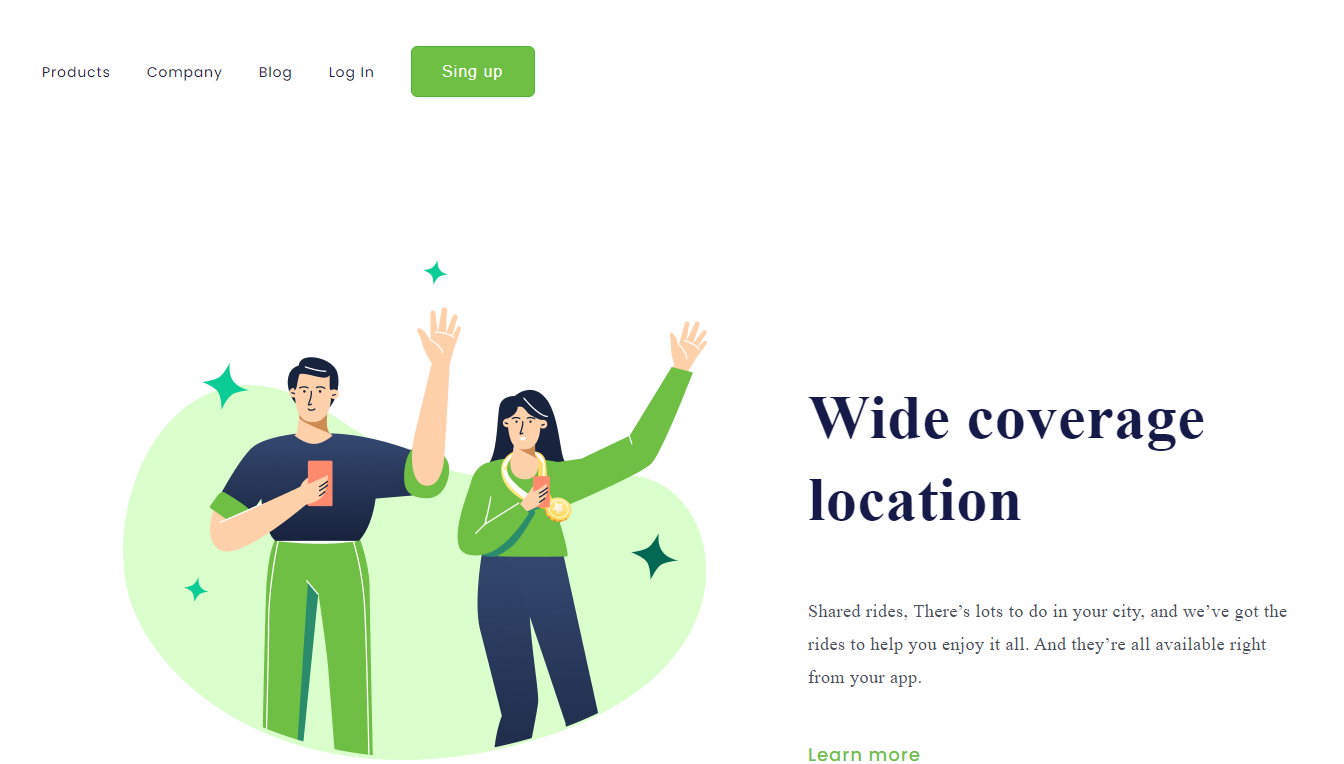 Products Company Blog Log In Sing up
Wide coverage
location
Shared rides, There’s lots to do in your city, and we’ve got the
rides to help you enjoy it all. And they’re all available right
from your app.
Learn more